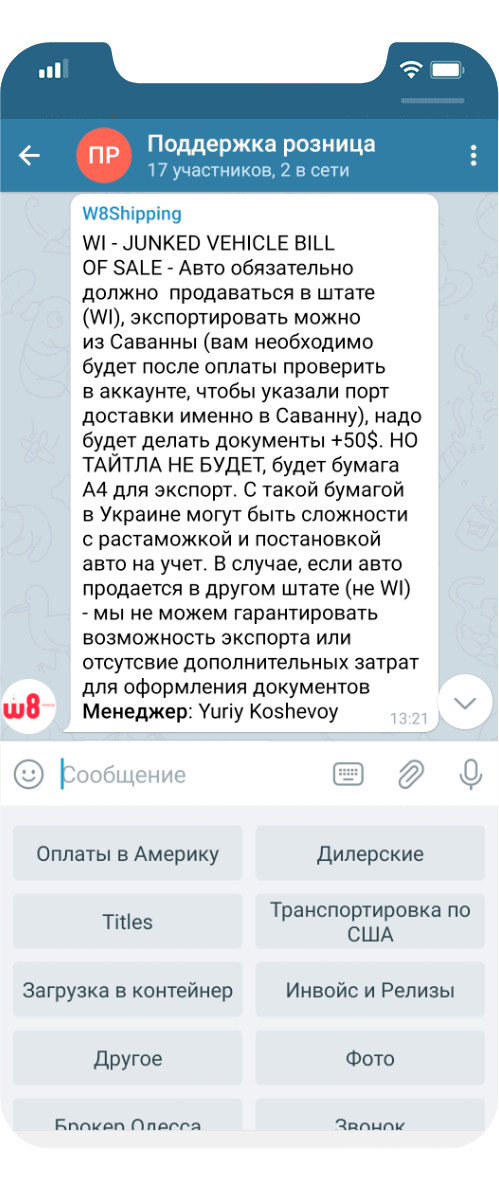 ПР
Поддержка розница
17 участников, 2 в сети
W8Shipping
WI - JUNKED VEHICLE BILL
OF SALE - Авто обязательно
должно продаваться в штате
(WI), экспортировать можно
из Саванны (вам необходимо
будет после оплаты проверить
в аккаунте, чтобы указали порт
доставки именно в Саванну), надо
будет делать документы +50$. НО
ТАЙТЛА НЕ БУДЕТ, будет бумага
А4 для экспорт. С такой бумагой
в Украине могут быть сложности
с растаможкой и постановкой
авто на учет. В случае, если авто
продается в другом штате (не WI)
- мы не можем гарантировать
возможность экспорта или
отсутсвие дополнительных затрат
для оформления документов
Менеджер: Yuriy Koshevoy
13:21
w8
Сообщение
Оплаты в Америку
Дилерские
Titles
Транспортировка по
США
Загрузка в контейнер
Инвойс и Релизы
Другое
Фото
Брокер Одесса
Звонок